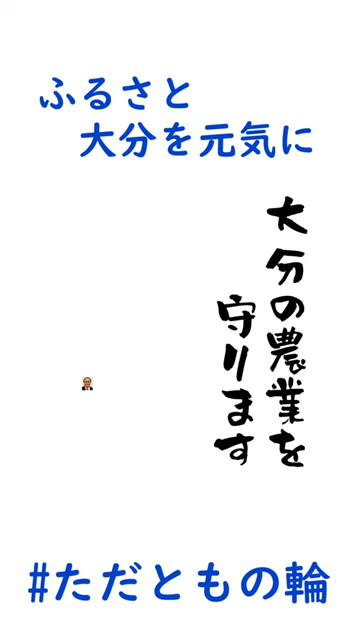 ふるさと
大分を元気に
大分の農業を
守ります
#ただともの輪